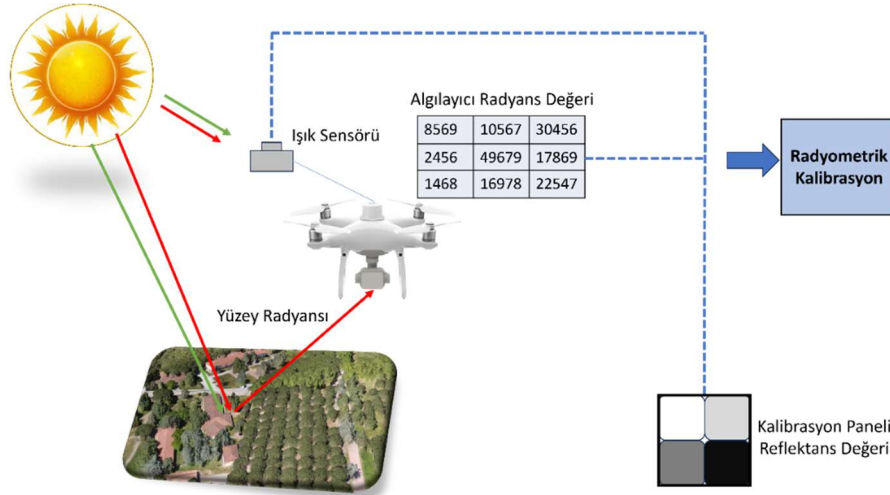 Işık Sensörü
Algılayıcı Radyans Değeri
8569 10567 30456
2456 49679 17869
1468 16978 22547
Radyometrik
Kalibrasyon
Yüzey Radyansı
Kalibrasyon Paneli
Reflektans Değeri